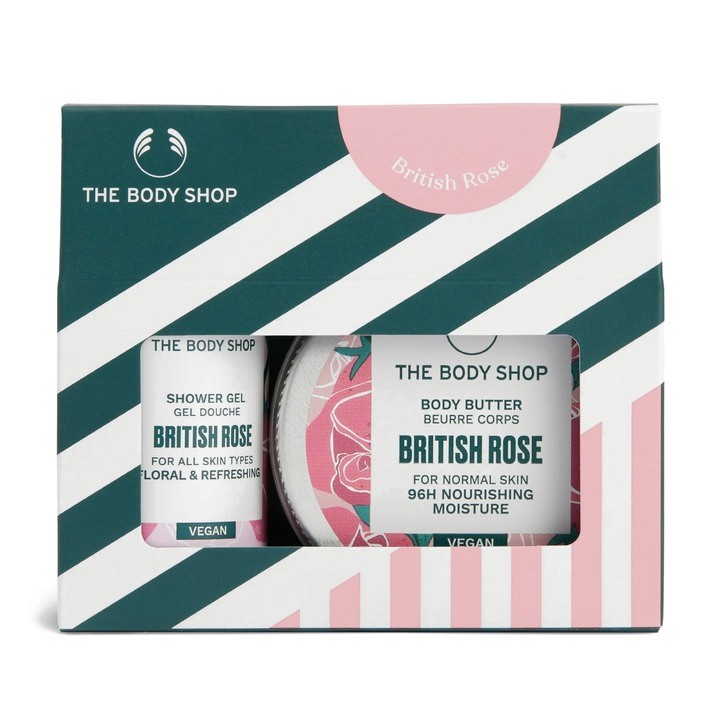 THE BODY SHOP
British Rose
THE BODY SHOP
SHOWER GEL
GEL DOUCHE
BRITISH ROSE
FOR ALL SKIN TYPES
FLORAL & REFRESHING
VEGAN
THE BODY SHOP
BODY BUTTER
BEURRE CORPS
BRITISH ROSE
FOR NORMAL SKIN
96H NOURISHING
MOISTURE
VEGAN